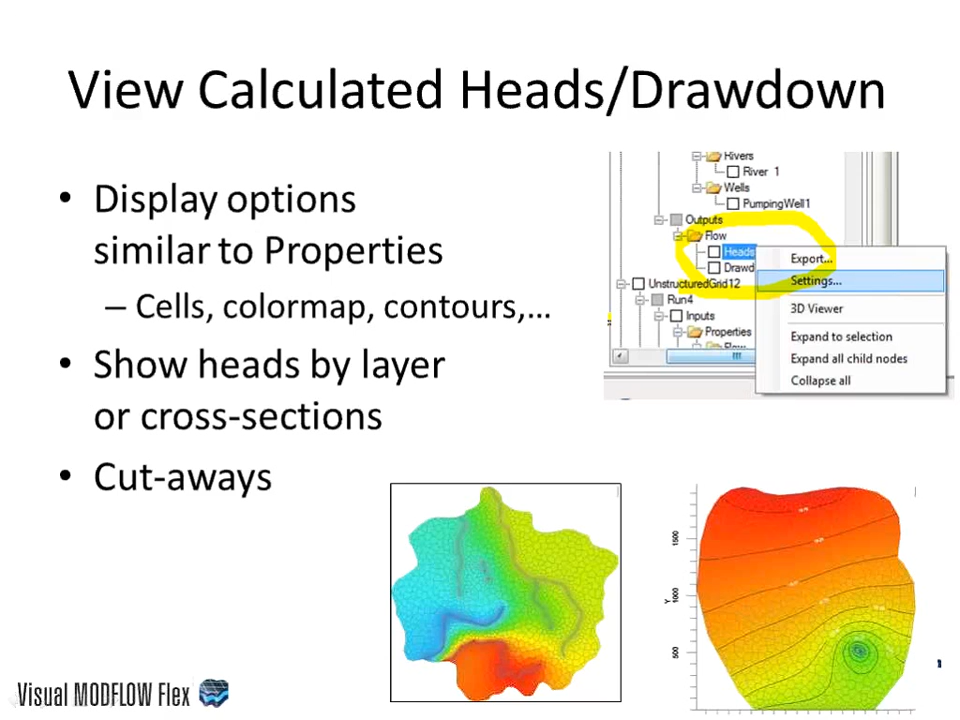 View Calculated Heads/Drawdown
• Display options
similar to Properties
– Cells, colormap, contours,...
• Show heads by layer
or cross-sections
• Cut-aways
Rivers
River 1
Wells
PumpingWell1
Outputs
Flow
Heads
Drawd
UnstructuredGrid12
Run4
Inputs
Properties
Export...
Settings...
3D Viewer
Expand to selection
Expand all child nodes
Collapse all
1500
Y 1000
500
Visual MODFLOW Flex